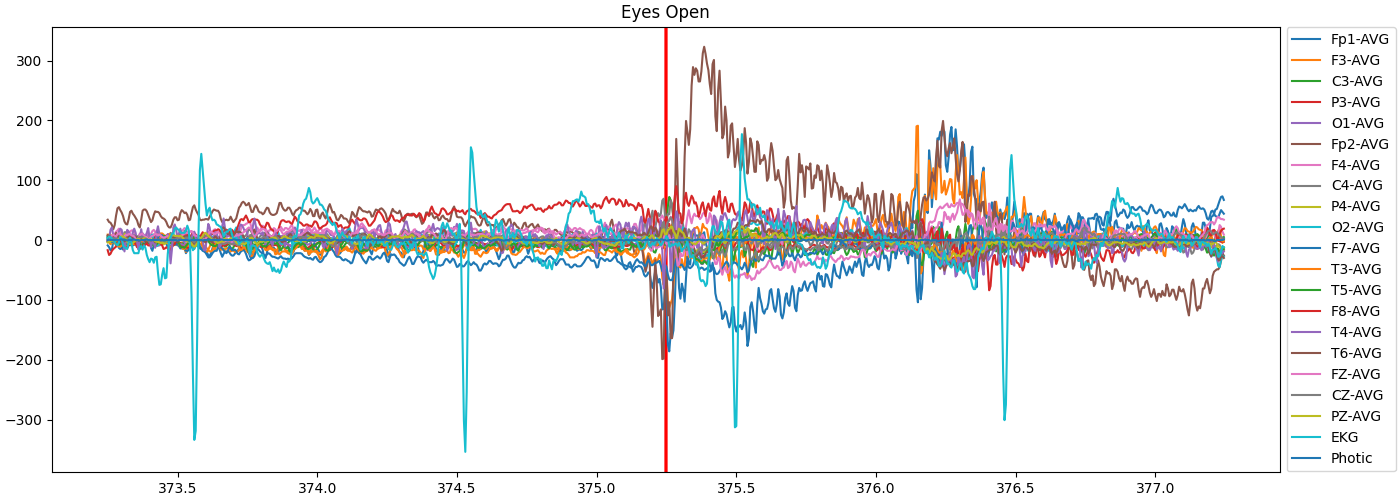 Eyes Open
300
200
100
0
−100
−200
−300
373.5 374.0 374.5 375.0 375.5 376.0 376.5 377.0
Fp1-AVG
F3-AVG
C3-AVG
P3-AVG
O1-AVG
Fp2-AVG
F4-AVG
C4-AVG
P4-AVG
O2-AVG
F7-AVG
T3-AVG
T5-AVG
F8-AVG
T4-AVG
T6-AVG
FZ-AVG
CZ-AVG
PZ-AVG
EKG
Photic